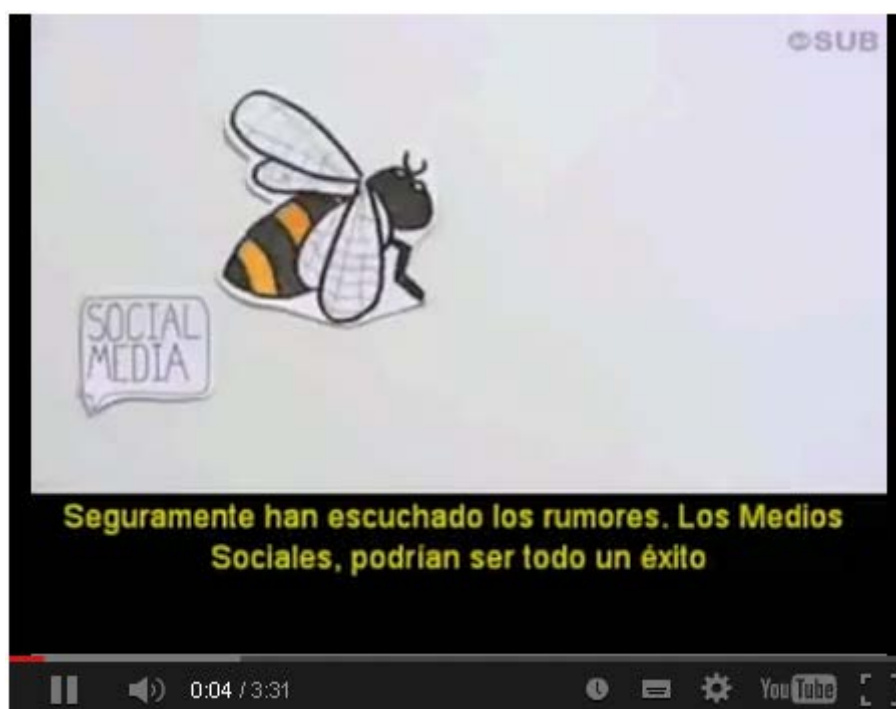 SUB
SOCIAL
MEDIA
Seguramente han escuchado los rumores. Los Medios
Sociales, podrían ser todo un éxito
0:04 / 3:31
YouTube